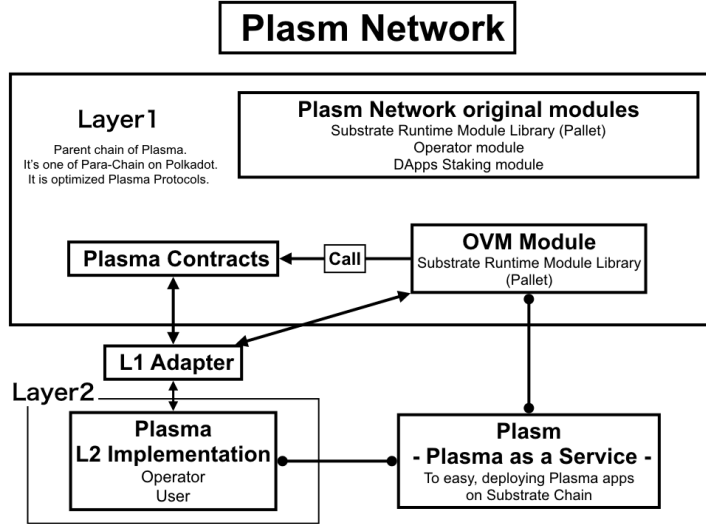 Plasm Network
Layer1
Parent chain of Plasma.
It's one of Para-Chain on Polkadot.
It is optimized Plasma Protocols.
Plasm Network original modules
Substrate Runtime Module Library (Pallet)
Operator module
DApps Staking module
Plasma Contracts
Call
OVM Module
Substrate Runtime Module Library
(Pallet)
L1 Adapter
Layer2
Plasma
L2 Implementation
Operator
User
Plasm
- Plasma as a Service -
To easy, deploying Plasma apps
on Substrate Chain